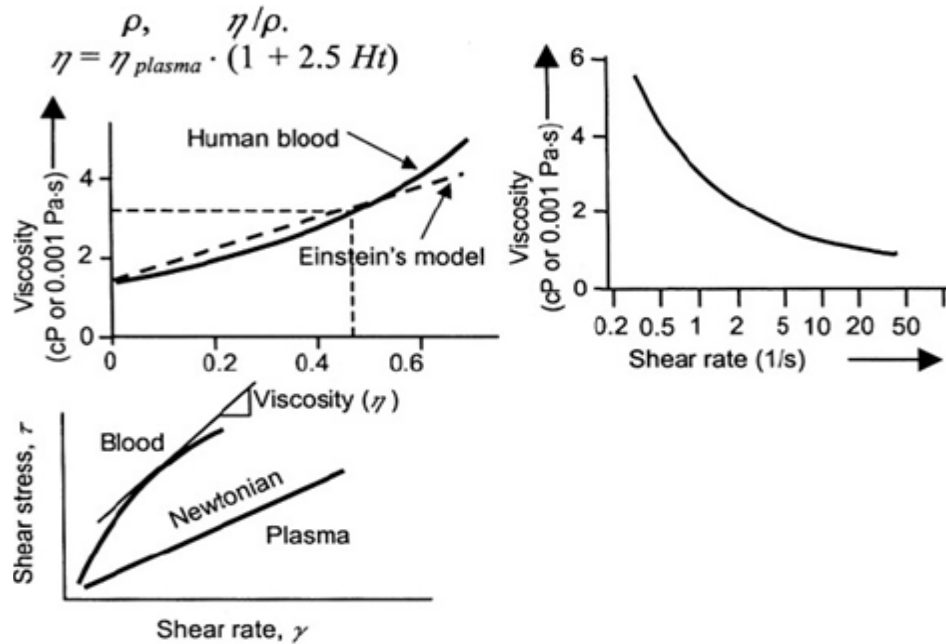 ρ, η/ρ.
η = η plasma · (1 + 2.5 Ht)
Viscosity
(cP or 0.001 Pa·s)
4
2
0
Human blood
Einstein's model
0 0.2 0.4 0.6
Viscosity
(cP or 0.001 Pa·s)
6
4
2
0
0.2 0.5 1 2 5 10 20 50
Shear rate (1/s)
Shear stress, τ
Viscosity (η)
Blood
Newtonian
Plasma
Shear rate, γ